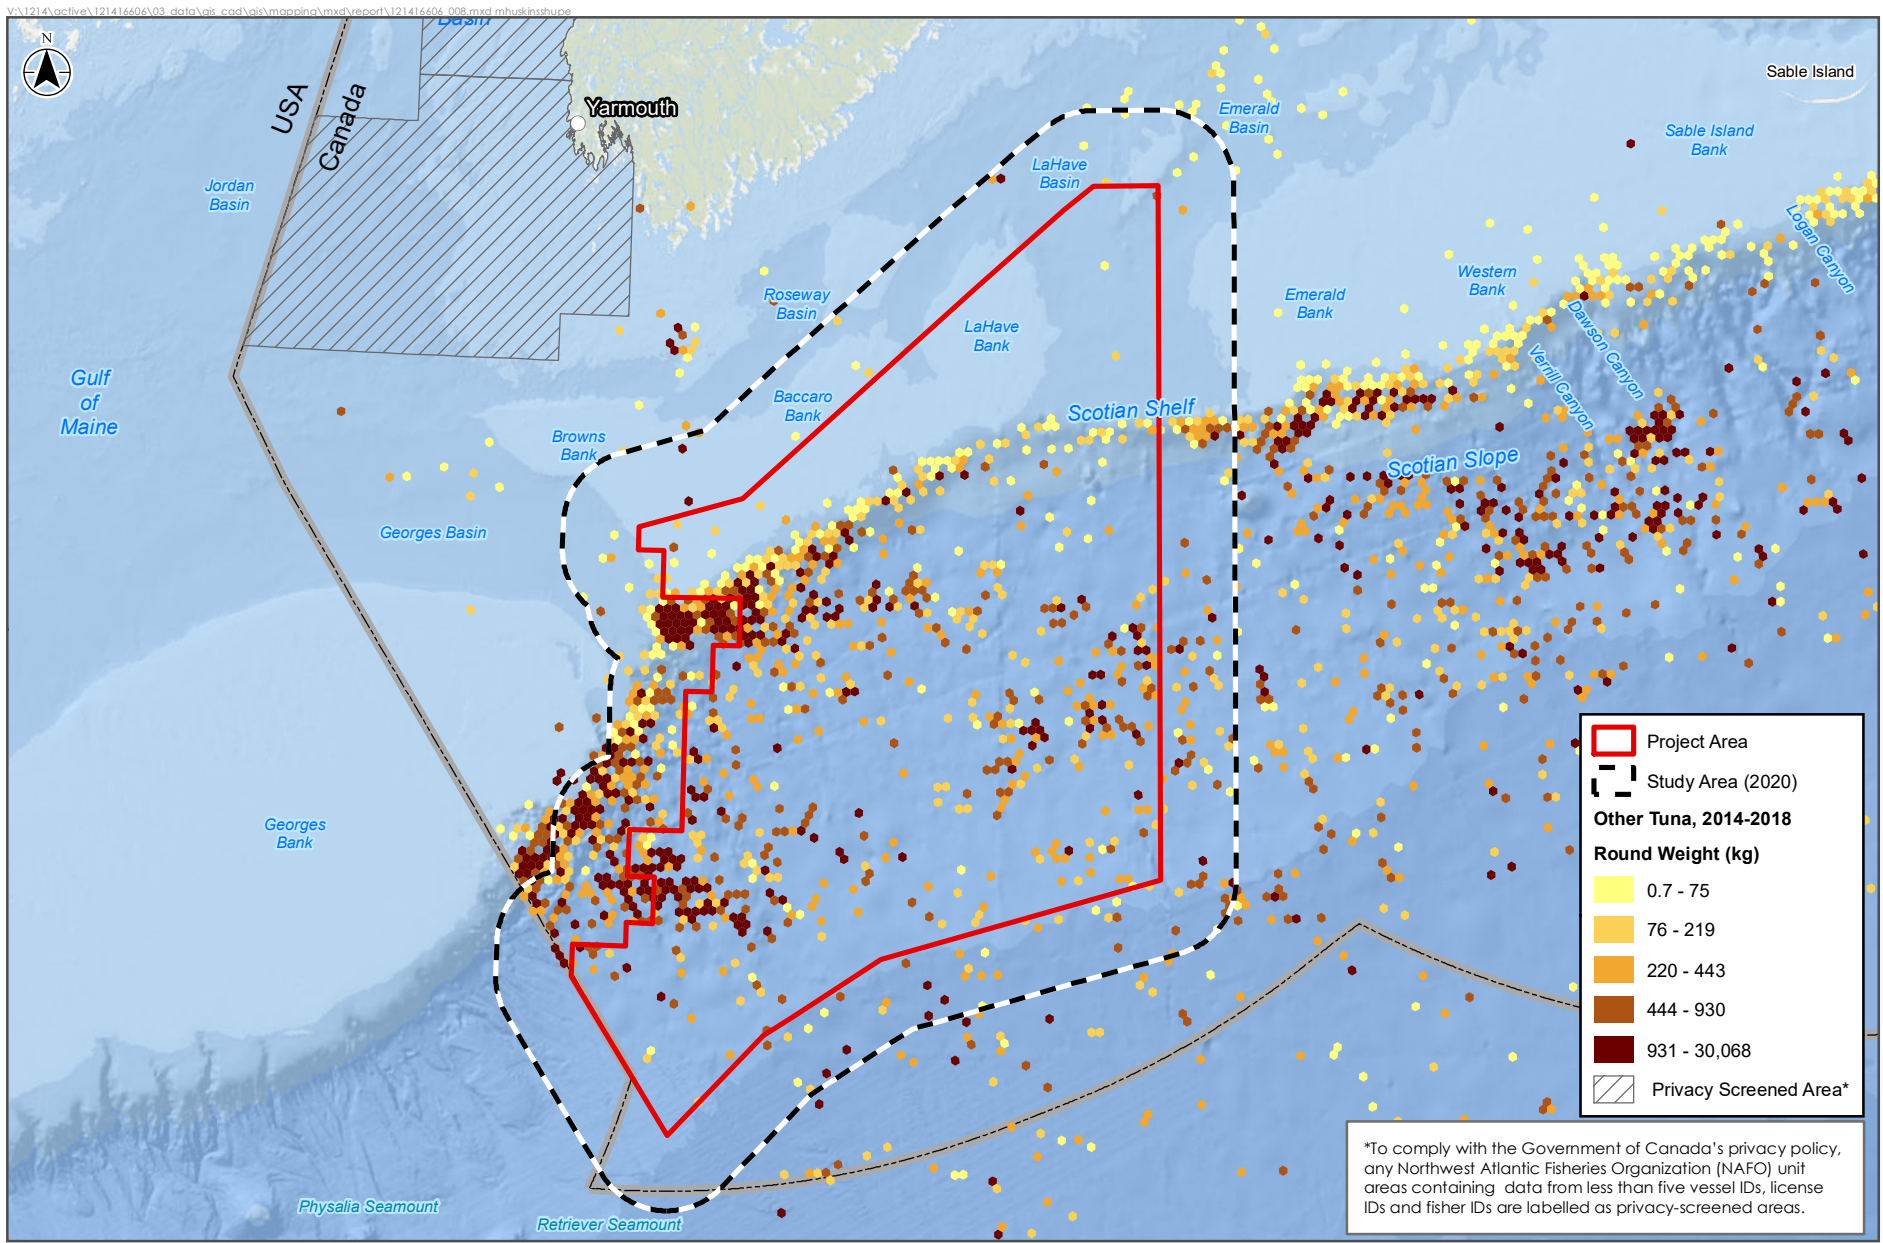 V:\1214\active\121416606\03_data\gis_cad\gis\mapping\mxd\report\121416606_008.mxd mhuskinsshupe
Basin
N
USA
Canada
Yarmouth
Sable Island
Emerald
Basin
Sable Island
Bank
Jordan
Basin
LaHave
Basin
Logan Canyon
Roseway
Basin
Emerald
Bank
Western
Bank
LaHave
Bank
Dawson Canyon
Verrill Canyon
Gulf
of
Maine
Baccaro
Bank
Scotian Shelf
Browns
Bank
Scotian Slope
Georges Basin
Georges
Bank
Physalia Seamount
Retriever Seamount
Project Area
Study Area (2020)
Other Tuna, 2014-2018
Round Weight (kg)
0.7 - 75
76 - 219
220 - 443
444 - 930
931 - 30,068
Privacy Screened Area*
*To comply with the Government of Canada's privacy policy,
any Northwest Atlantic Fisheries Organization (NAFO) unit
areas containing data from less than five vessel IDs, license
IDs and fisher IDs are labelled as privacy-screened areas.